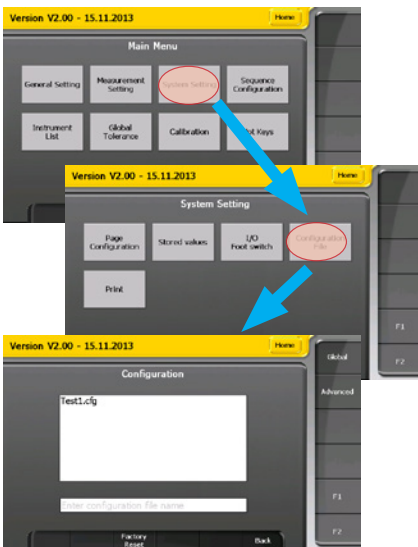 Version V2.00 - 15.11.2013
Home
Main Menu
General Setting
Measurement Setting
System Setting
Sequence Configuration
Instrument List
Global Tolerance
Calibration
Keys
Version V2.00 - 15.11.2013
Home
System Setting
Page Configuration
Stored values
I/O Foot switch
Configuration File
Print
F1
F2
Version V2.00 - 15.11.2013
Home
Global
Configuration
Advanced
Test1.cfg
Enter configuration file name
F1
Factory Reset
Back
F2